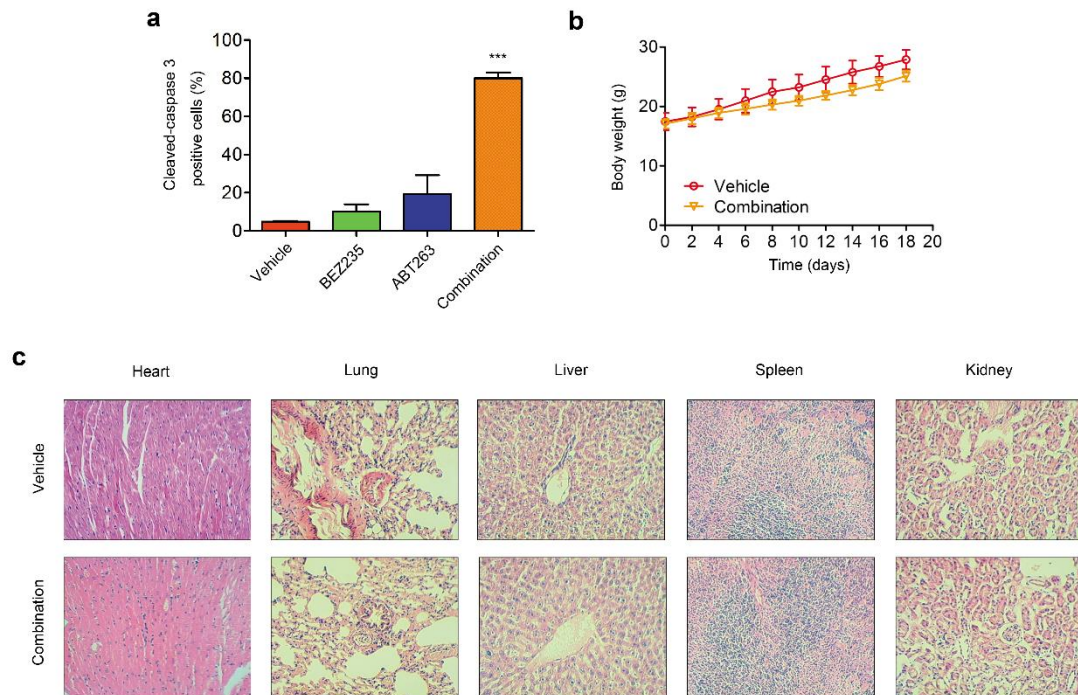 a
Cleaved-caspase 3
positive cells (%)
100
80
60
40
20
0
***
Vehicle
BEZ235
ABT263
Combination
b
Body weight (g)
30
20
10
0
Vehicle
Combination
0 2 4 6 8 10 12 14 16 18 20
Time (days)
c
Heart Lung Liver Spleen Kidney
Vehicle
Combination